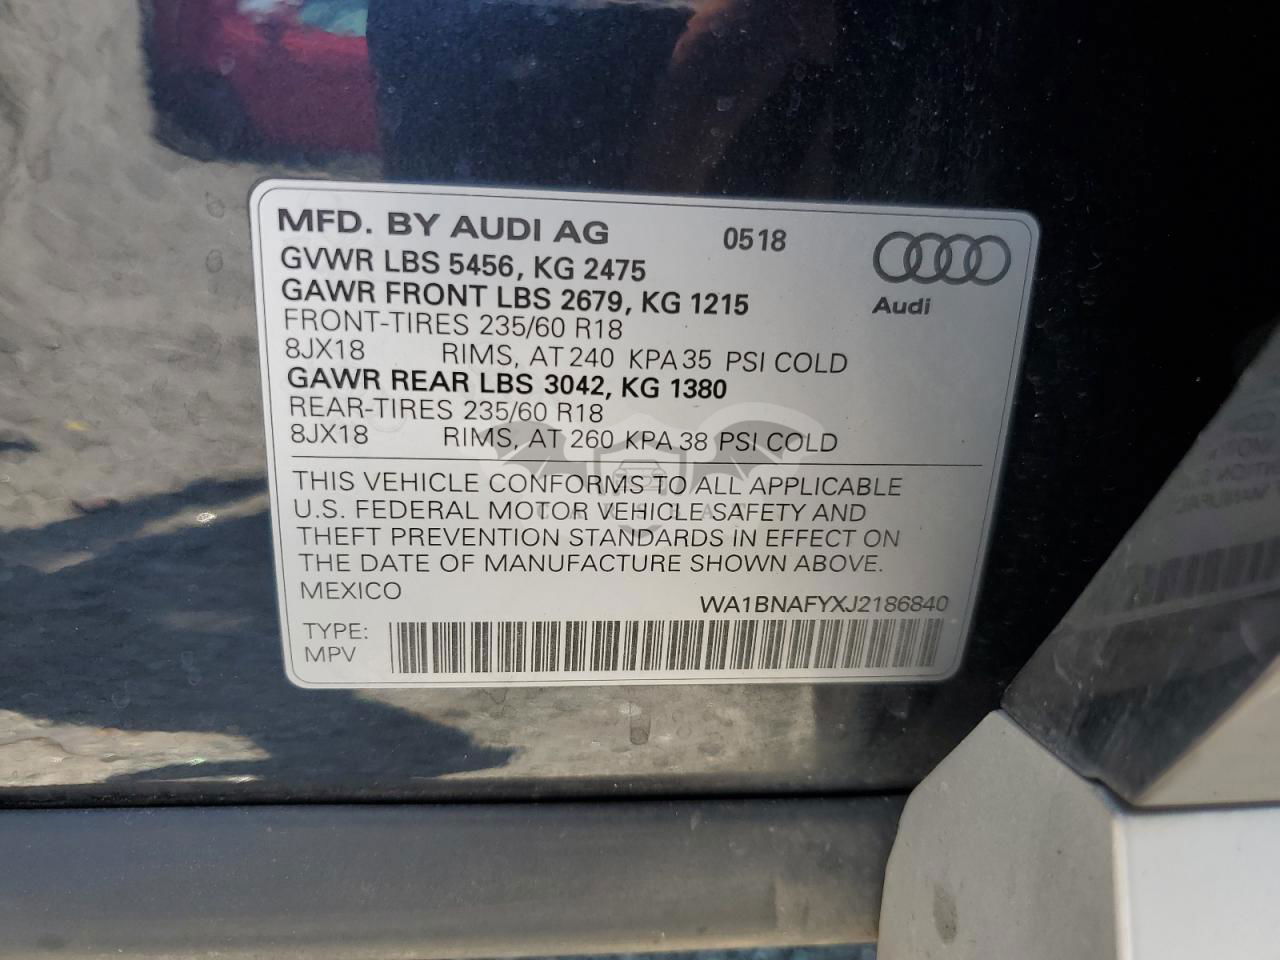 MFD. BY AUDI AG 0518
GVWR LBS 5456, KG 2475
GAWR FRONT LBS 2679, KG 1215
Audi
FRONT-TIRES 235/60 R18
8JX18 RIMS, AT 240 KPA 35 PSI COLD
GAWR REAR LBS 3042, KG 1380
REAR-TIRES 235/60 R18
8JX18 RIMS, AT 260 KPA 38 PSI COLD
THIS VEHICLE CONFORMS TO ALL APPLICABLE
U.S. FEDERAL MOTOR VEHICLE SAFETY AND
THEFT PREVENTION STANDARDS IN EFFECT ON
THE DATE OF MANUFACTURE SHOWN ABOVE.
MEXICO
WA1BNAFYXJ2186840
TYPE:
MPV